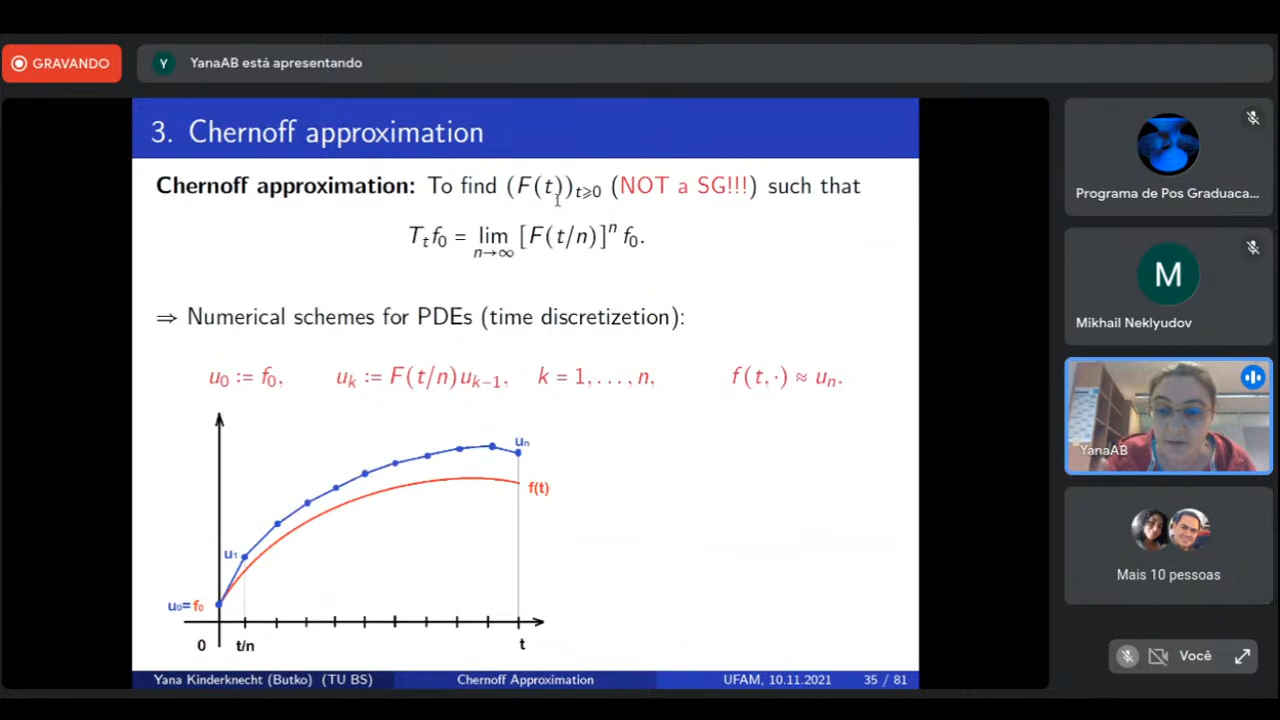 GRAVANDO
Y YanaAB está apresentando
3. Chernoff approximation
Chernoff approximation: To find (F(t))t⩾0 (NOT a SG!!!) such that
Ttf0 = lim n→∞ [F(t/n)]ⁿ f0.
⇒ Numerical schemes for PDEs (time discretizetion):
u0 := f0, uk := F(t/n)uk−1, k = 1, . . . , n, f(t, ·) ≈ un.
un
f(t)
u1
u0= f0
0 t/n t
Yana Kinderknecht (Butko) (TU BS) Chernoff Approximation UFAM, 10.11.2021 35 / 81
Programa de Pos Graduaca...
M
Mikhail Neklyudov
YanaAB
Mais 10 pessoas
Você